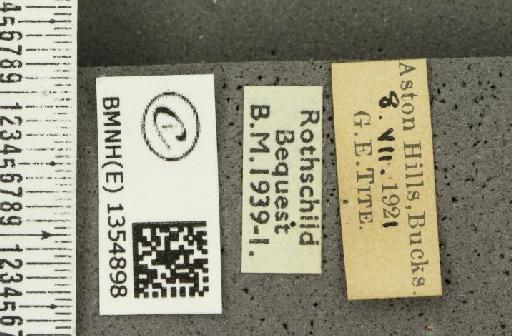 Aston Hills, Bucks.
8.VII.1921
G.E.TITE.
Rothschild
Bequest
B.M.1939-1.
BMNH(E) 1354898